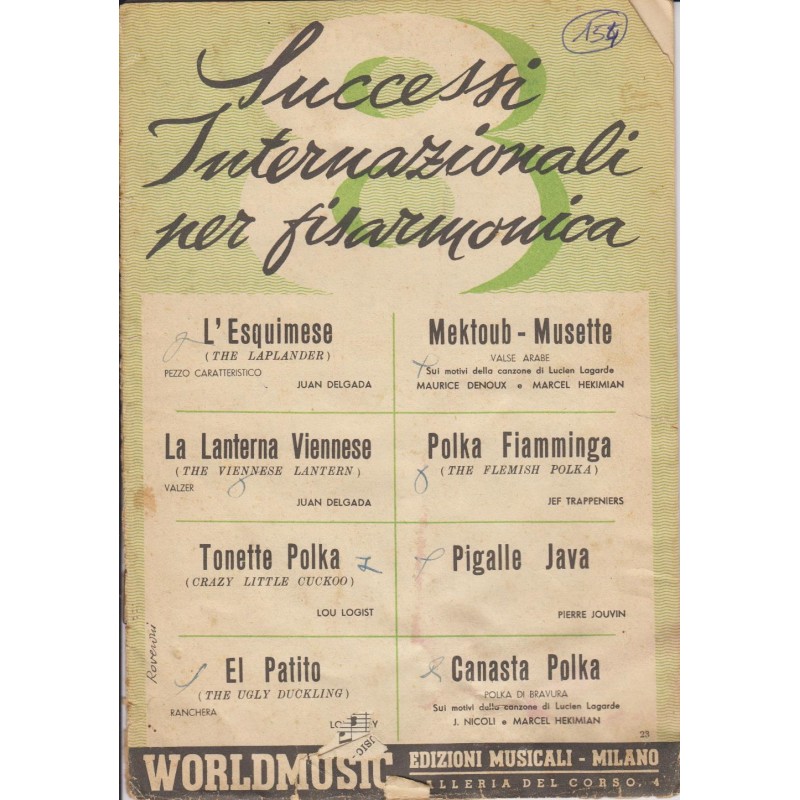 154
8
Successi
Internazionali
per fisarmonica
L'Esquimese
(THE LAPLANDER)
PEZZO CARATTERISTICO
JUAN DELGADA
Mektoub - Musette
VALSE ARABE
Sui motivi della canzone di Lucien Lagarde
MAURICE DENOUX e MARCEL HEKIMIAN
La Lanterna Viennese
(THE VIENNESE LANTERN)
VALZER
JUAN DELGADA
Polka Fiamminga
(THE FLEMISH POLKA)
JEF TRAPPENIERS
Tonette Polka
(CRAZY LITTLE CUCKOO)
LOU LOGIST
Pigalle Java
PIERRE JOUVIN
El Patito
(THE UGLY DUCKLING)
RANCHERA
Canasta Polka
POLKA DI BRAVURA
Sui motivi dalla canzone di Lucien Lagarde
J. NICOLI e MARCEL HEKIMIAN
23
WORLDMUSIC
EDIZIONI MUSICALI - MILANO
DEL CORSO, 4